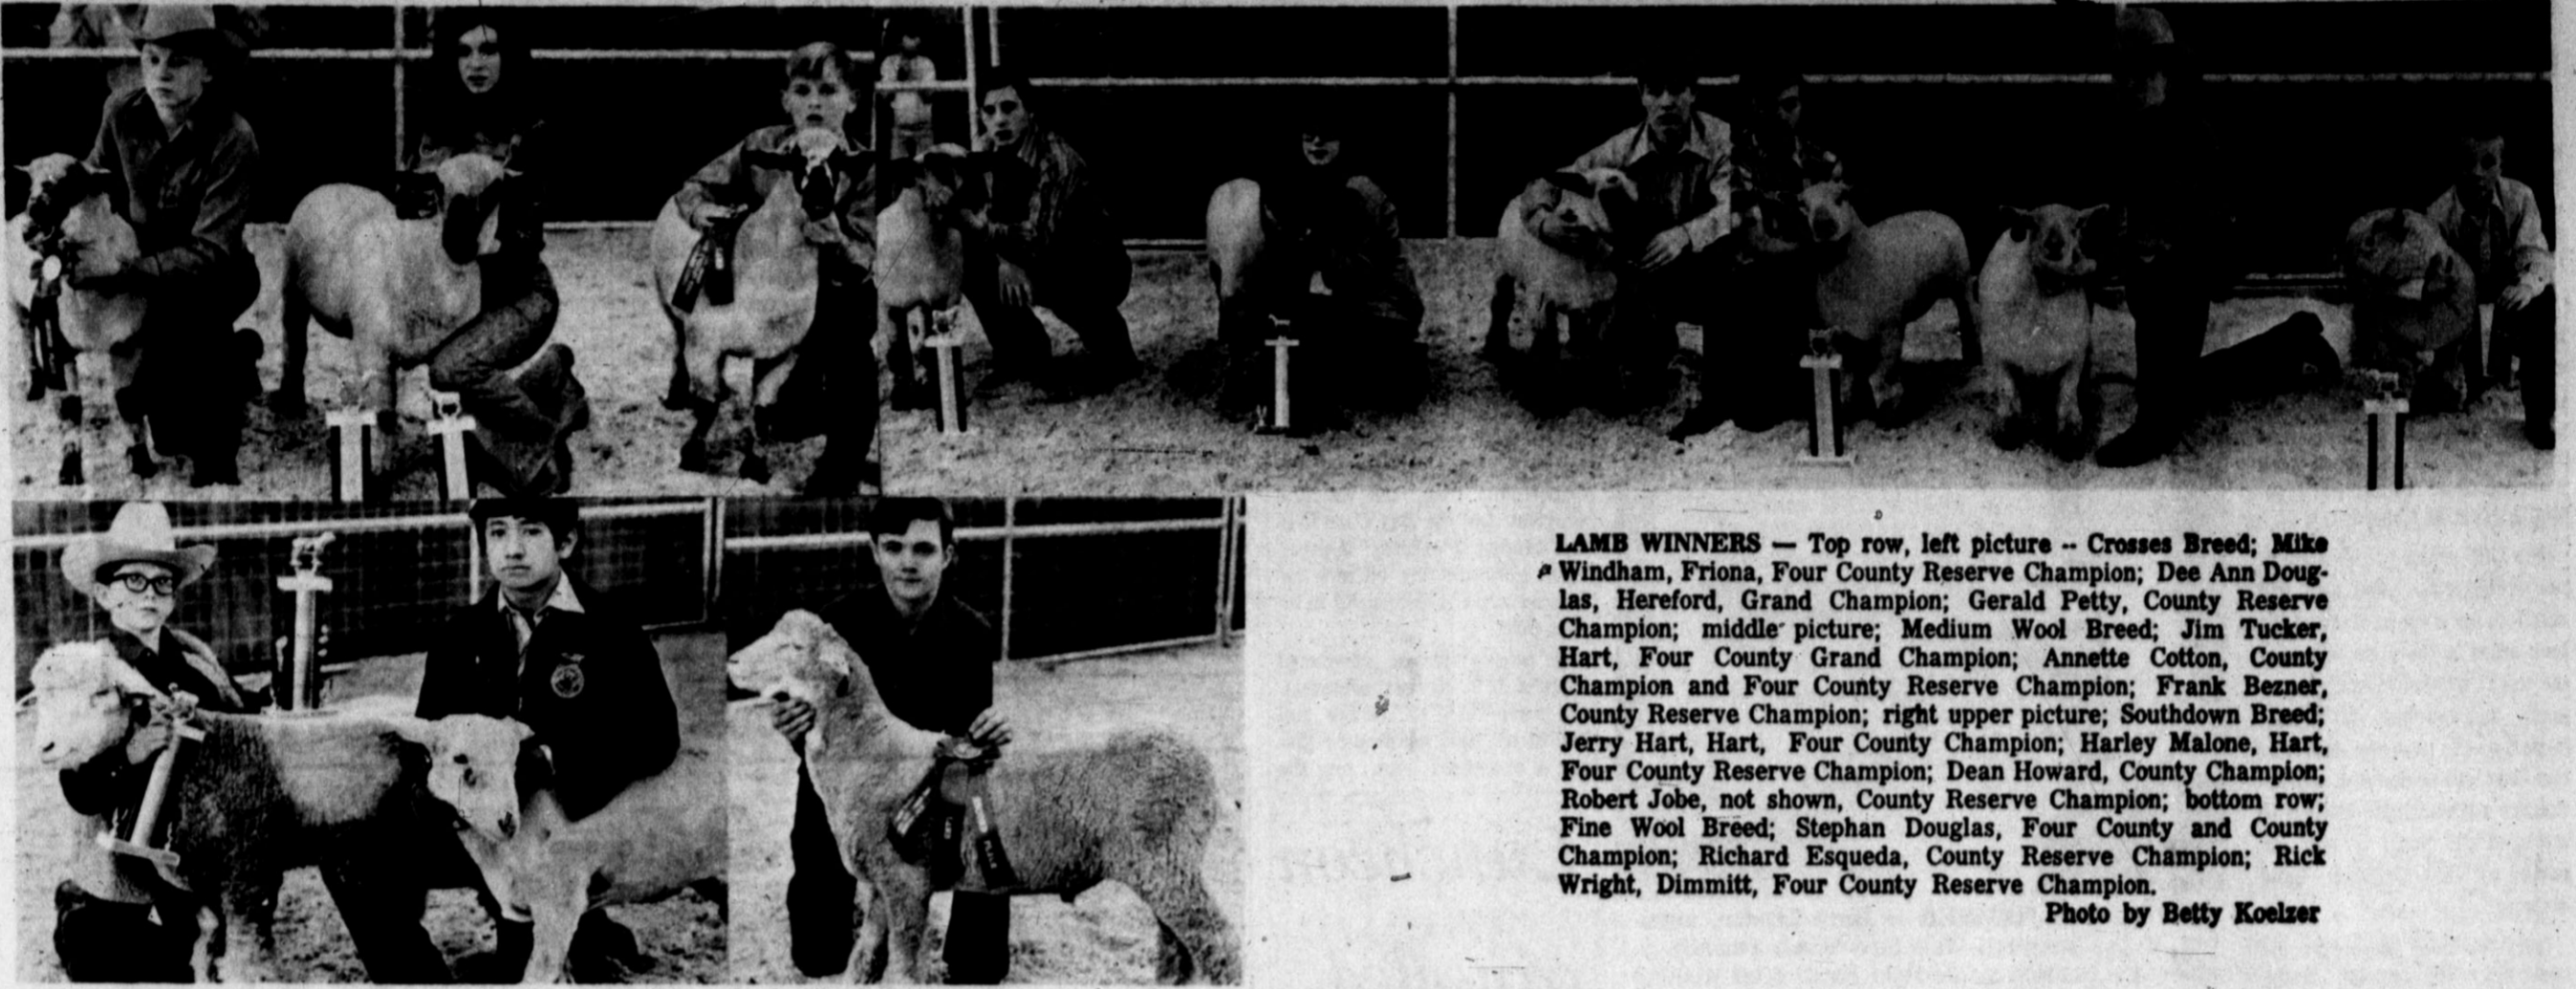 LAMB WINNERS — Top row, left picture -- Crosses Breed; Mike
Windham, Friona, Four County Reserve Champion; Dee Ann Doug-
las, Hereford, Grand Champion; Gerald Petty, County Reserve
Champion; middle picture; Medium Wool Breed; Jim Tucker,
Hart, Four County Grand Champion; Annette Cotton, County
Champion and Four County Reserve Champion; Frank Bezner,
County Reserve Champion; right upper picture; Southdown Breed;
Jerry Hart, Hart, Four County Champion; Harley Malone, Hart,
Four County Reserve Champion; Dean Howard, County Champion;
Robert Jobe, not shown, County Reserve Champion; bottom row;
Fine Wool Breed; Stephan Douglas, Four County and County
Champion; Richard Esqueda, County Reserve Champion; Rick
Wright, Dimmitt, Four County Reserve Champion.
Photo by Betty Koelzer